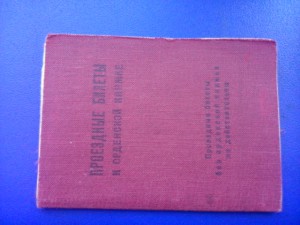 ПРОЕЗДНЫЕ БИЛЕТЫ
К ОРДЕНСКОЙ КНИЖКЕ
Проездные билеты
без орденской книжки
не действительны